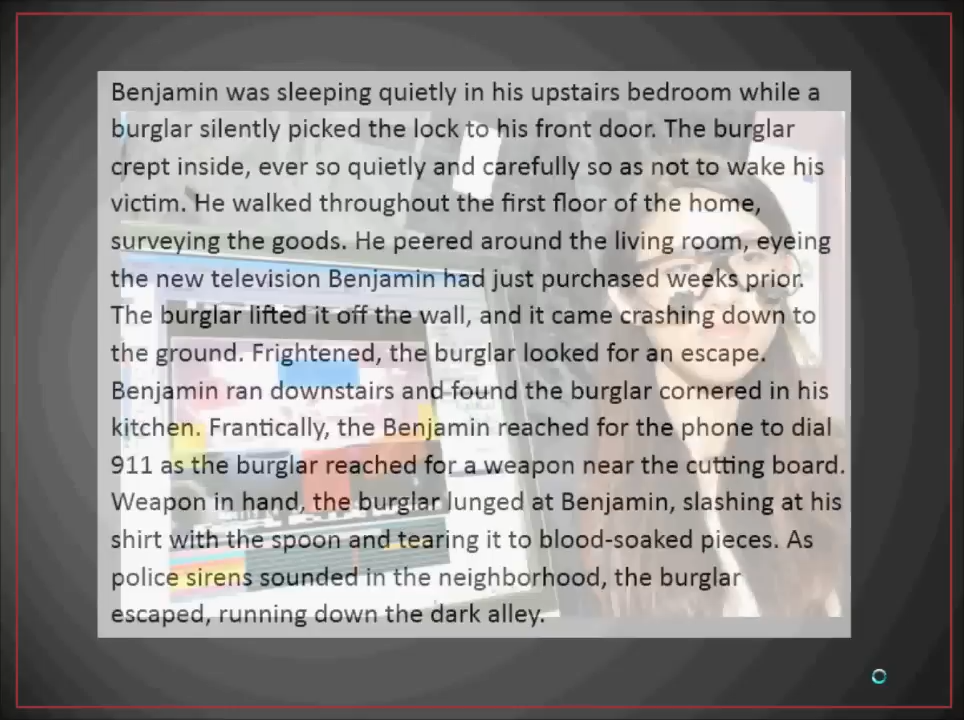 Benjamin was sleeping quietly in his upstairs bedroom while a
burglar silently picked the lock to his front door. The burglar
crept inside, ever so quietly and carefully so as not to wake his
victim. He walked throughout the first floor of the home,
surveying the goods. He peered around the living room, eyeing
the new television Benjamin had just purchased weeks prior.
The burglar lifted it off the wall, and it came crashing down to
the ground. Frightened, the burglar looked for an escape.
Benjamin ran downstairs and found the burglar cornered in his
kitchen. Frantically, the Benjamin reached for the phone to dial
911 as the burglar reached for a weapon near the cutting board.
Weapon in hand, the burglar lunged at Benjamin, slashing at his
shirt with the spoon and tearing it to blood-soaked pieces. As
police sirens sounded in the neighborhood, the burglar
escaped, running down the dark alley.